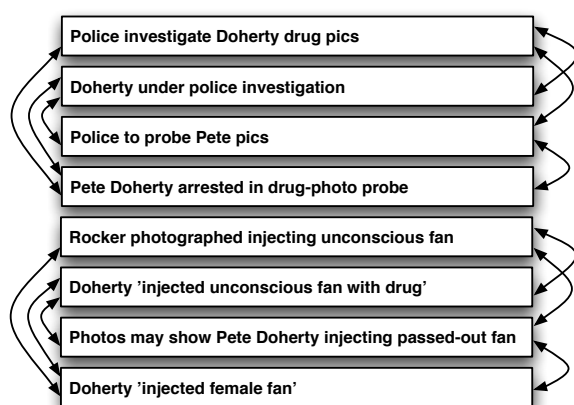 Police investigate Doherty drug pics
Doherty under police investigation
Police to probe Pete pics
Pete Doherty arrested in drug-photo probe
Rocker photographed injecting unconscious fan
Doherty ’injected unconscious fan with drug’
Photos may show Pete Doherty injecting passed-out fan
Doherty ’injected female fan’